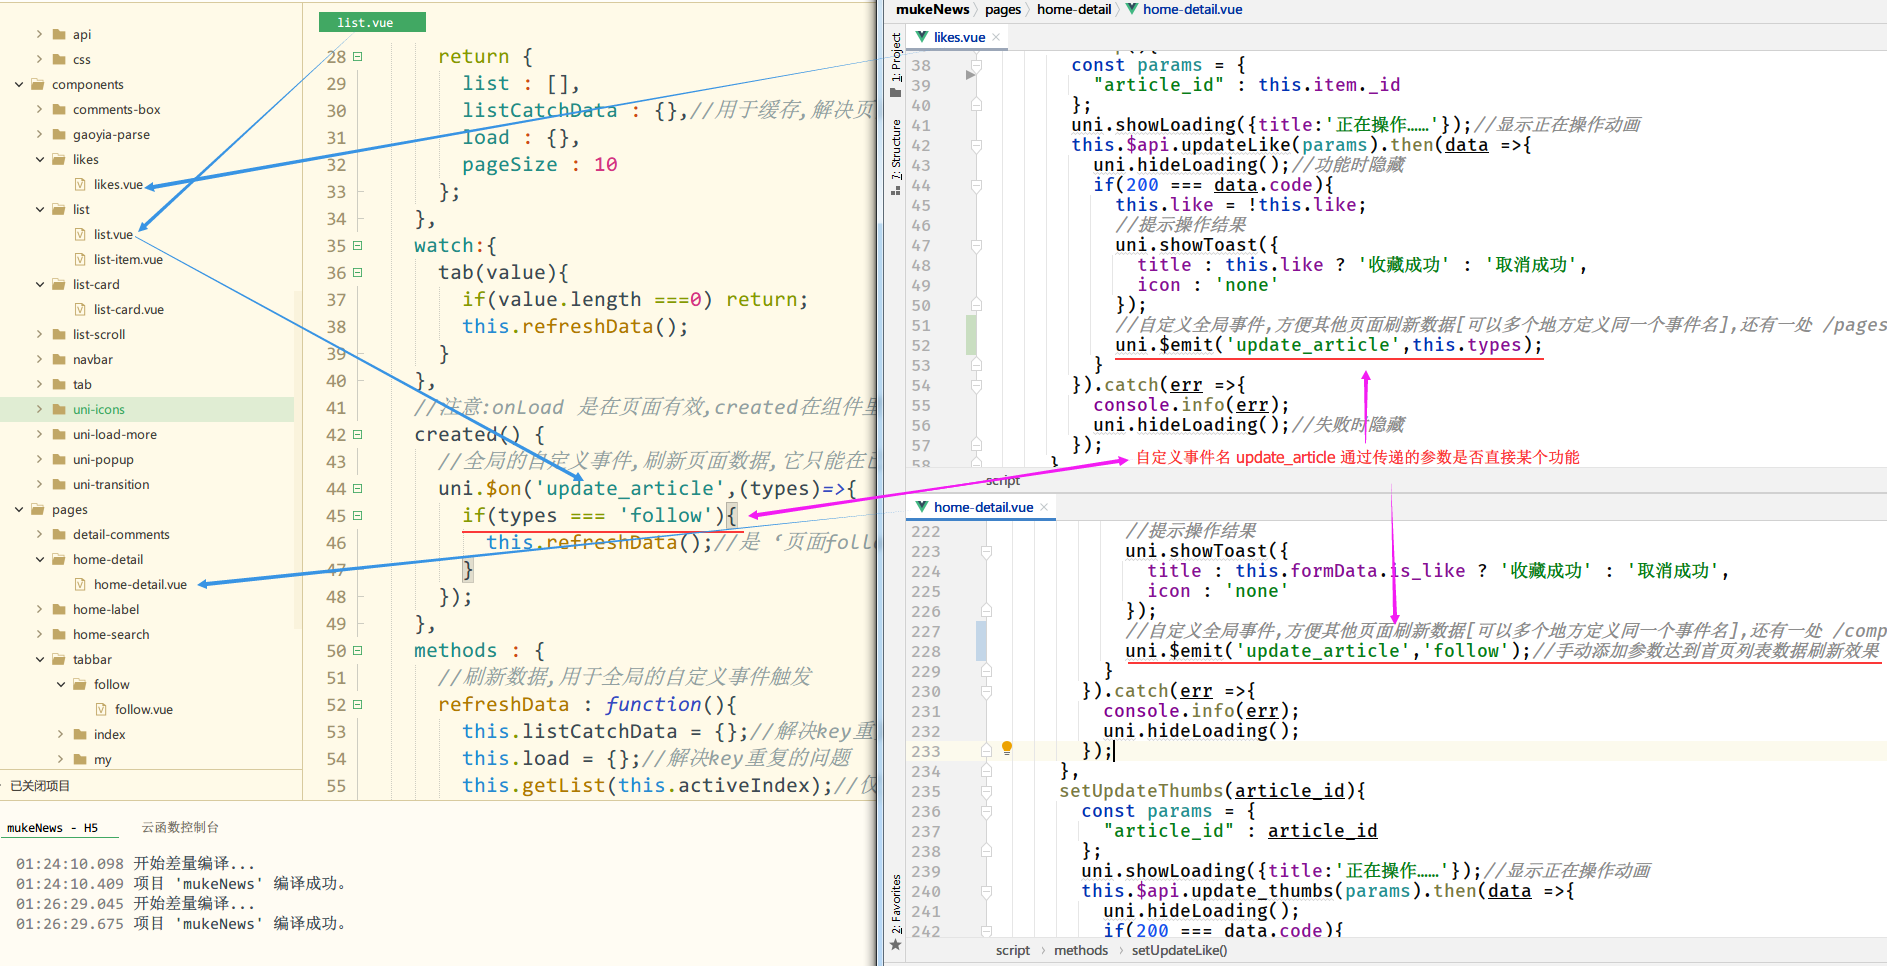 api
css
components
comments-box
gaoyia-parse
likes
likes.vue
list
list.vue
list-item.vue
list-card
list-card.vue
list-scroll
navbar
tab
uni-icons
uni-load-more
uni-popup
uni-transition
pages
detail-comments
home-detail
home-detail.vue
home-label
home-search
tabbar
follow
follow.vue
index
my
已关闭项目
list.vue
28 return {
29 list : [],
30 listCatchData : {},//用于缓存,解决页
31 load : {},
32 pageSize : 10
33 };
34 },
35 watch:{
36 tab(value){
37 if(value.length ===0) return;
38 this.refreshData();
39 }
40 },
41 //注意:onLoad 是在页面有效,created在组件里
42 created() {
43 //全局的自定义事件,刷新页面数据,它只能在已
44 uni.$on('update_article',(types)=>{
45 if(types === 'follow'){
46 this.refreshData();//是 ‘页面foll
47 }
48 });
49 },
50 methods : {
51 //刷新数据,用于全局的自定义事件触发
52 refreshData : function(){
53 this.listCatchData = {};//解决key重
54 this.load = {};//解决key重复的问题
55 this.getList(this.activeIndex);//仅
mukeNews - H5 云函数控制台
01:24:10.098 开始差量编译...
01:24:10.409 项目 'mukeNews' 编译成功。
01:26:29.045 开始差量编译...
01:26:29.675 项目 'mukeNews' 编译成功。
mukeNews pages home-detail home-detail.vue
1: Project
7: Structure
2: Favorites
likes.vue
38 const params = {
39 "article_id" : this.item._id
40 };
41 uni.showLoading({title:'正在操作……'});//显示正在操作动画
42 this.$api.updateLike(params).then(data =>{
43 uni.hideLoading();//功能时隐藏
44 if(200 === data.code){
45 this.like = !this.like;
46 //提示操作结果
47 uni.showToast({
48 title : this.like ? '收藏成功' : '取消成功',
49 icon : 'none'
50 });
51 //自定义全局事件,方便其他页面刷新数据[可以多个地方定义同一个事件名],还有一处 /pages
52 uni.$emit('update_article',this.types);
53 }
54 }).catch(err =>{
55 console.info(err);
56 uni.hideLoading();//失败时隐藏
57 });
58
自定义事件名 update_article 通过传递的参数是否直接某个功能
script
home-detail.vue
222 //提示操作结果
223 uni.showToast({
224 title : this.formData.is_like ? '收藏成功' : '取消成功',
225 icon : 'none'
226 });
227 //自定义全局事件,方便其他页面刷新数据[可以多个地方定义同一个事件名],还有一处 /comp
228 uni.$emit('update_article','follow');//手动添加参数达到首页列表数据刷新效果
229 }
230 }).catch(err =>{
231 console.info(err);
232 uni.hideLoading();
233 });
234 },
235 setUpdateThumbs(article_id){
236 const params = {
237 "article_id" : article_id
238 };
239 uni.showLoading({title:'正在操作……'});//显示正在操作动画
240 this.$api.update_thumbs(params).then(data =>{
241 uni.hideLoading();
242 if(200 === data.code){
script methods setUpdateLike()